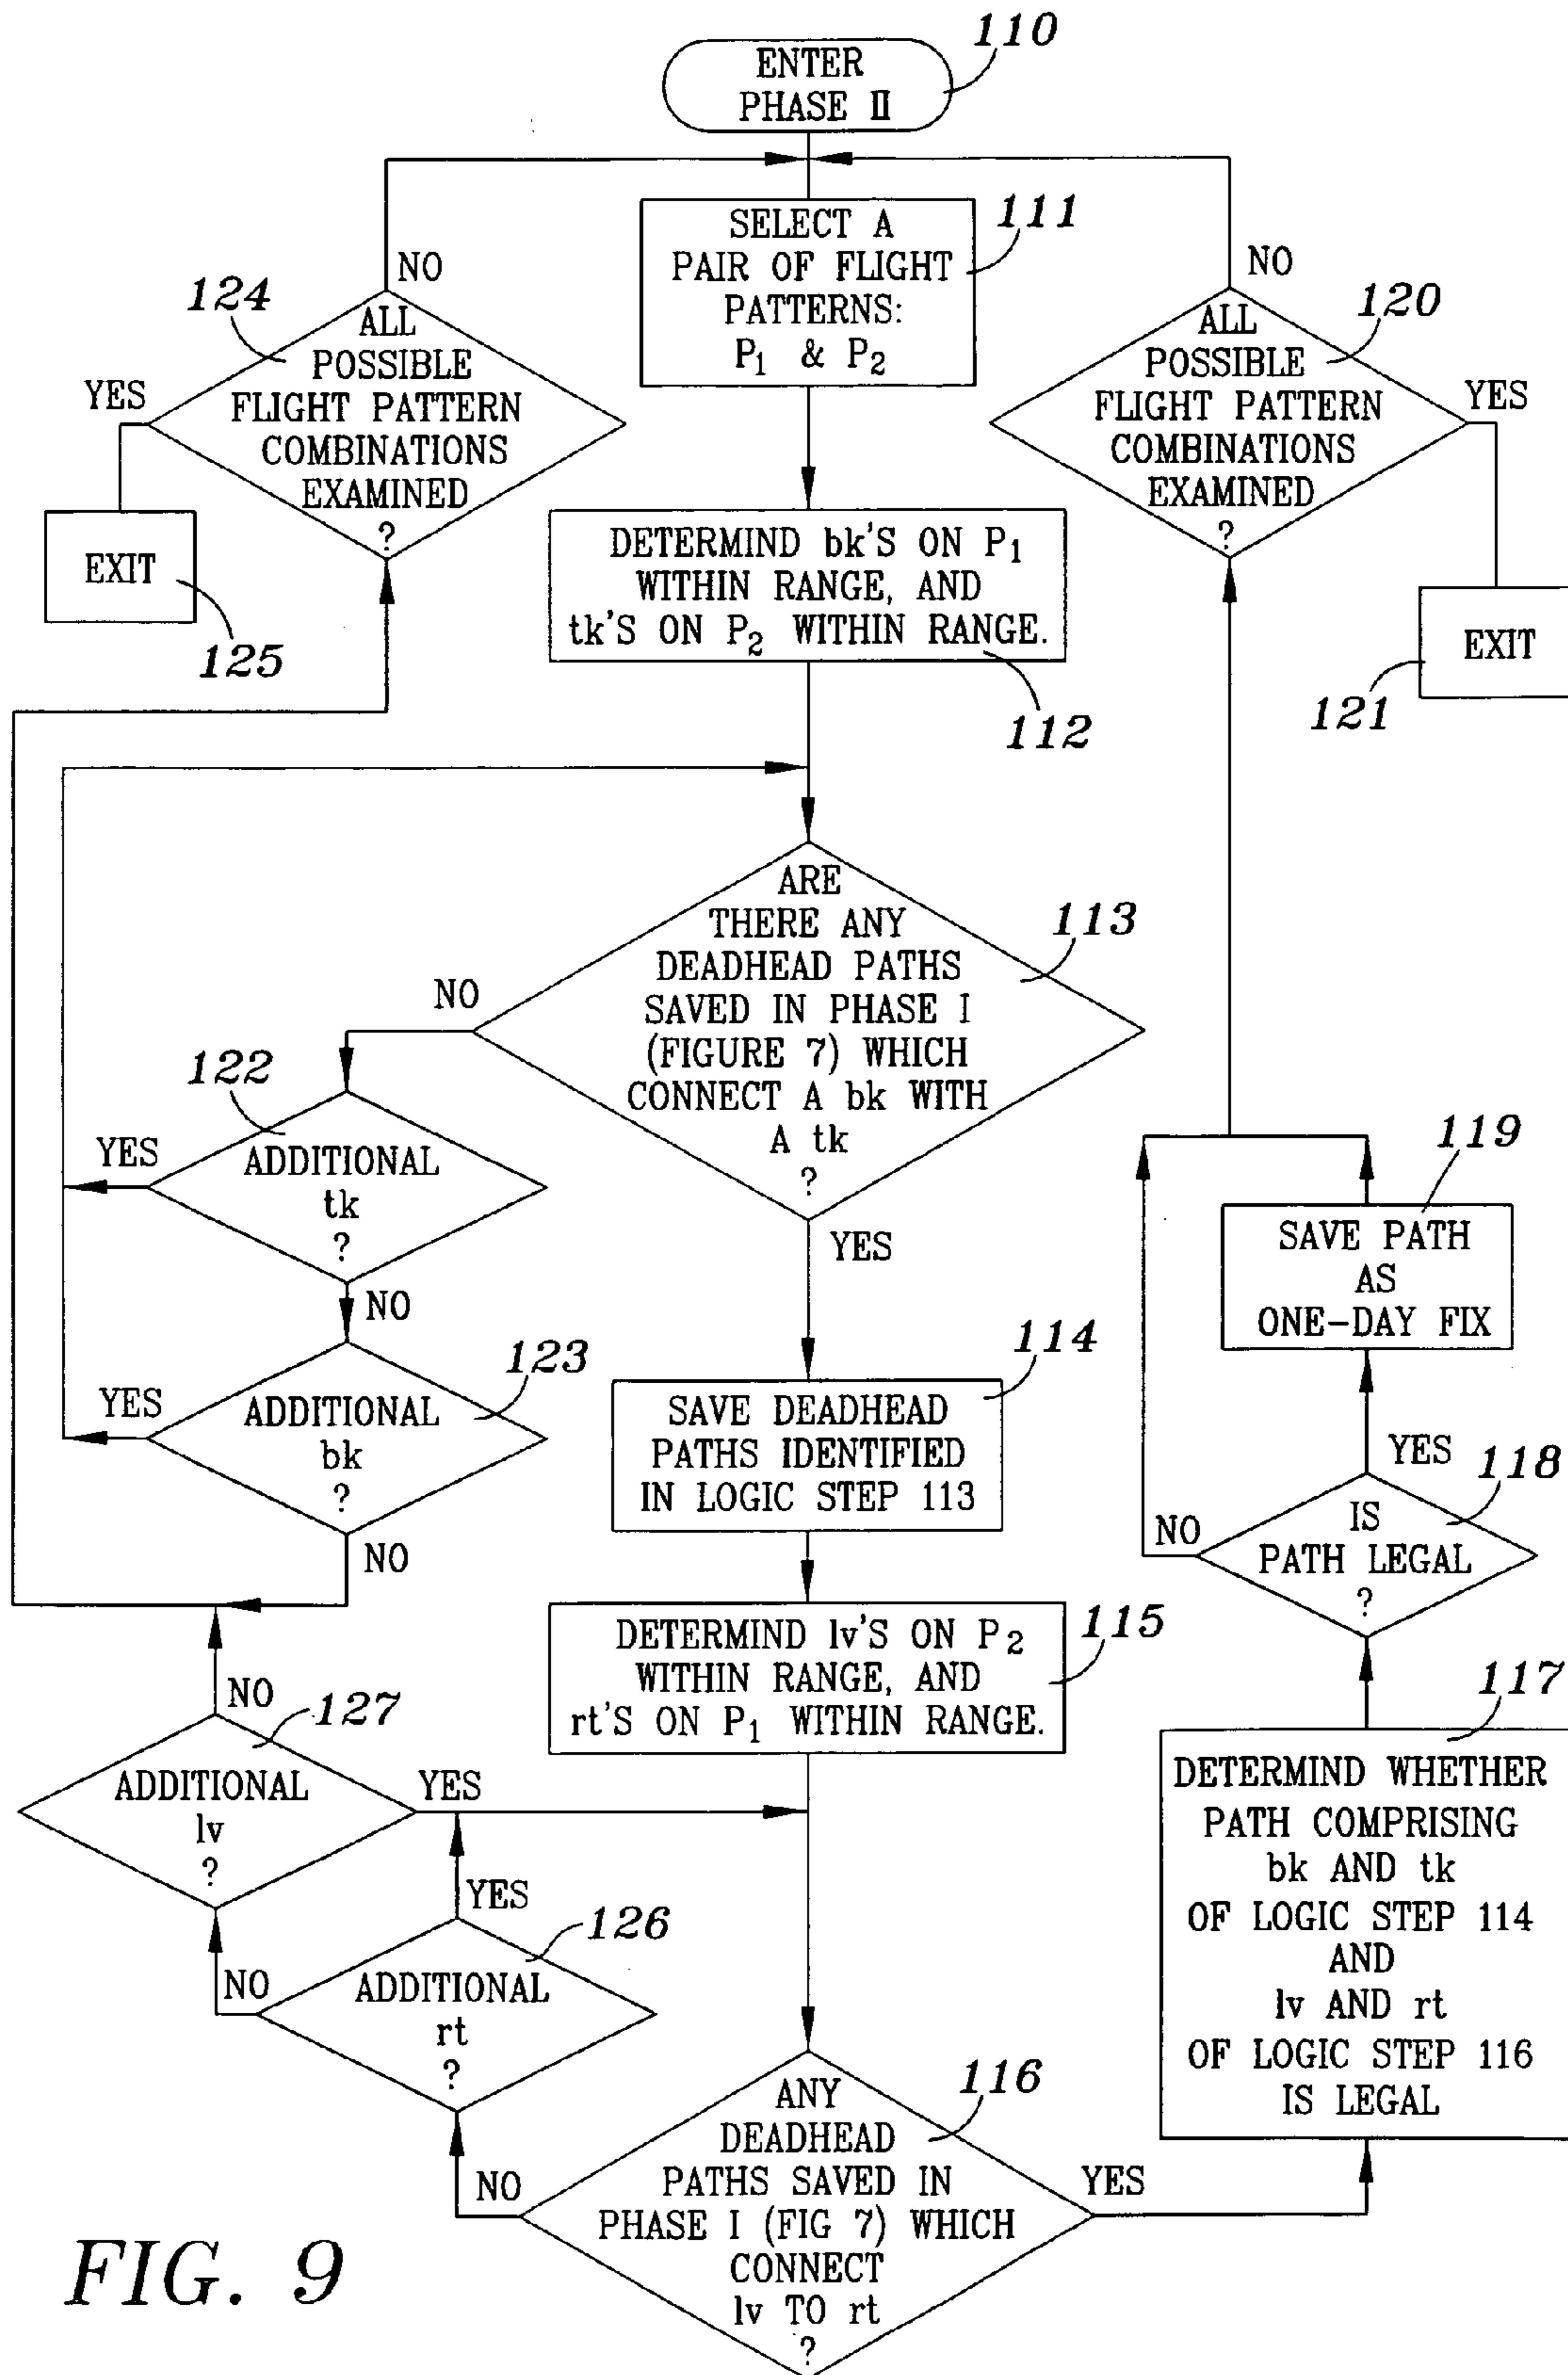 110
ENTER
PHASE II
111
SELECT A
PAIR OF FLIGHT
PATTERNS:
P1 & P2
NO
124
ALL
POSSIBLE
FLIGHT PATTERN
COMBINATIONS
EXAMINED
?
YES
EXIT
125
NO
120
ALL
POSSIBLE
FLIGHT PATTERN
COMBINATIONS
EXAMINED
?
YES
EXIT
121
DETERMIND bk'S ON P1
WITHIN RANGE, AND
tk'S ON P2 WITHIN RANGE.
112
ARE
THERE ANY
DEADHEAD PATHS
SAVED IN PHASE I
(FIGURE 7) WHICH
CONNECT A bk WITH
A tk
?
113
NO
YES
122
ADDITIONAL
tk
?
YES
NO
123
ADDITIONAL
bk
?
YES
NO
114
SAVE DEADHEAD
PATHS IDENTIFIED
IN LOGIC STEP 113
119
SAVE PATH
AS
ONE-DAY FIX
YES
118
IS
PATH LEGAL
?
NO
DETERMIND lv'S ON P2
WITHIN RANGE, AND
rt'S ON P1 WITHIN RANGE.
115
117
DETERMIND WHETHER
PATH COMPRISING
bk AND tk
OF LOGIC STEP 114
AND
lv AND rt
OF LOGIC STEP 116
IS LEGAL
NO
127
ADDITIONAL
lv
?
YES
YES
126
ADDITIONAL
rt
?
NO
116
ANY
DEADHEAD
PATHS SAVED IN
PHASE I (FIG 7) WHICH
CONNECT
lv TO rt
?
NO
YES
FIG. 9